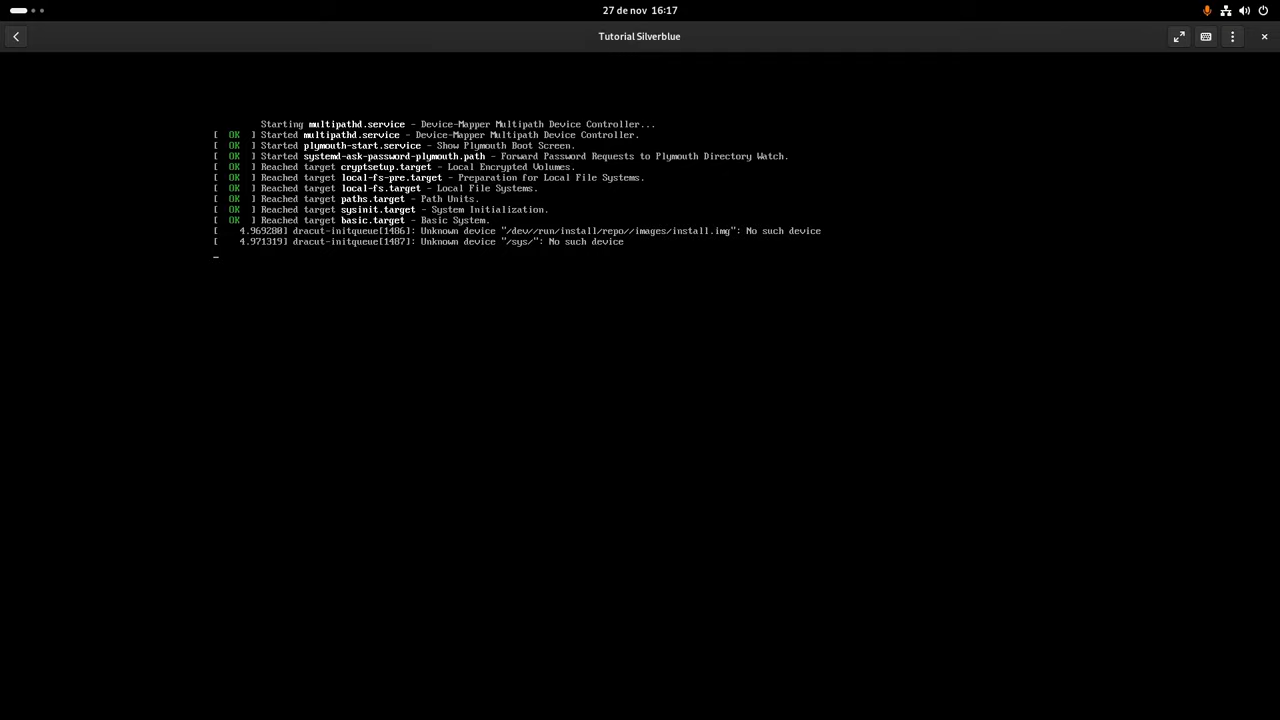 27 de nov 16:17
Tutorial Silverblue
Starting multipathd.service - Device-Mapper Multipath Device Controller...
[ OK ] Started multipathd.service - Device-Mapper Multipath Device Controller.
[ OK ] Started plymouth-start.service - Show Plymouth Boot Screen.
[ OK ] Started systemd-ask-password-plymouth.path - Forward Password Requests to Plymouth Directory Watch.
[ OK ] Reached target cryptsetup.target - Local Encrypted Volumes.
[ OK ] Reached target local-fs-pre.target - Preparation for Local File Systems.
[ OK ] Reached target local-fs.target - Local File Systems.
[ OK ] Reached target paths.target - Path Units.
[ OK ] Reached target sysinit.target - System Initialization.
[ OK ] Reached target basic.target - Basic System.
[ 4.969280] dracut-initqueue[1486]: Unknown device "/dev//run/install/repo//images/install.img": No such device
[ 4.971319] dracut-initqueue[1487]: Unknown device "/sys/": No such device